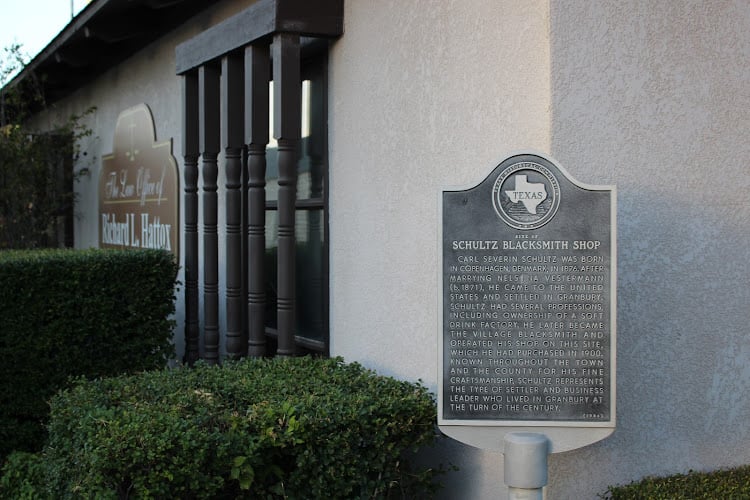 The Law Office of
Richard L. Hattox
TEXAS
SITE OF
SCHULTZ BLACKSMITH SHOP
CARL SEVERIN SCHULTZ WAS BORN
IN COPENHAGEN, DENMARK, IN 1876. AFTER
MARRYING NELSINA VESTERMANN
(b. 1871), HE CAME TO THE UNITED
STATES AND SETTLED IN GRANBURY.
SCHULTZ HAD SEVERAL PROFESSIONS,
INCLUDING OWNERSHIP OF A SOFT
DRINK FACTORY. HE LATER BECAME
THE VILLAGE BLACKSMITH AND
OPERATED HIS SHOP ON THIS SITE,
WHICH HE HAD PURCHASED IN 1900.
KNOWN THROUGHOUT THE TOWN
AND THE COUNTY FOR HIS FINE
CRAFTSMANSHIP, SCHULTZ REPRESENTS
THE TYPE OF SETTLER AND BUSINESS
LEADER WHO LIVED IN GRANBURY AT
THE TURN OF THE CENTURY.